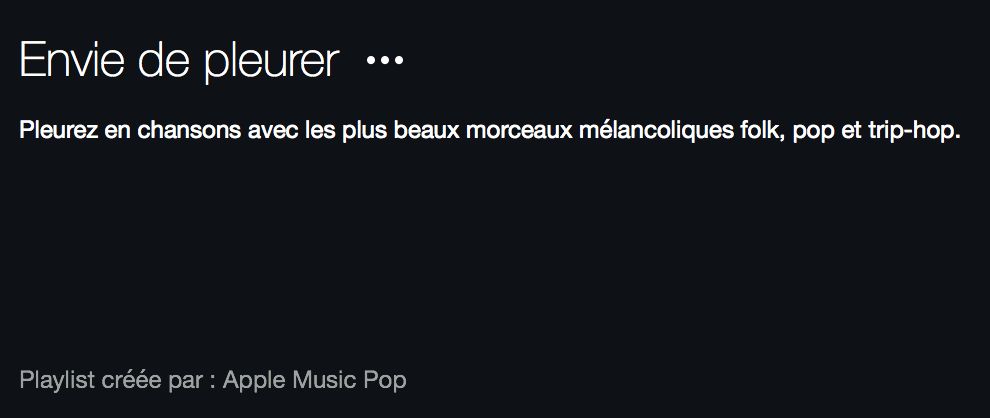 Envie de pleurer •••
Pleurez en chansons avec les plus beaux morceaux mélancoliques folk, pop et trip-hop.
Playlist créée par : Apple Music Pop